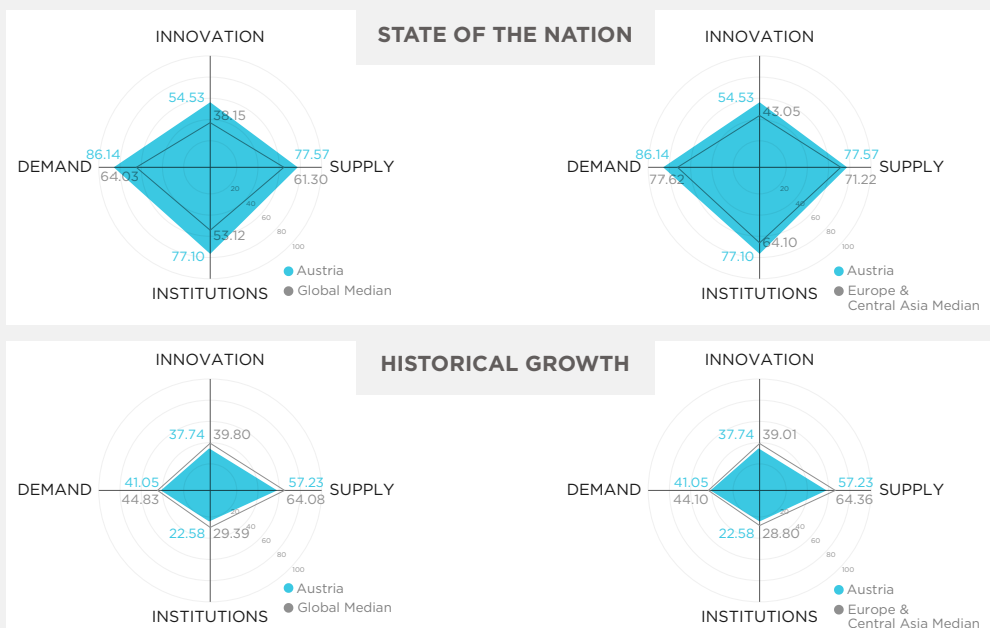 STATE OF THE NATION
INNOVATION
54.53
38.15
86.14
77.57
DEMAND
SUPPLY
64.03
61.30
20
40
60
80
100
53.12
77.10
INSTITUTIONS
Austria
Global Median
INNOVATION
54.53
43.05
86.14
77.57
DEMAND
SUPPLY
77.62
71.22
20
40
60
80
100
64.10
77.10
INSTITUTIONS
Austria
Europe &
Central Asia Median
HISTORICAL GROWTH
INNOVATION
37.74
39.80
41.05
57.23
DEMAND
SUPPLY
44.83
64.08
20
40
60
80
100
22.58
29.39
INSTITUTIONS
Austria
Global Median
INNOVATION
37.74
39.01
41.05
57.23
DEMAND
SUPPLY
44.10
64.36
20
40
60
80
100
22.58
28.80
INSTITUTIONS
Austria
Europe &
Central Asia Median